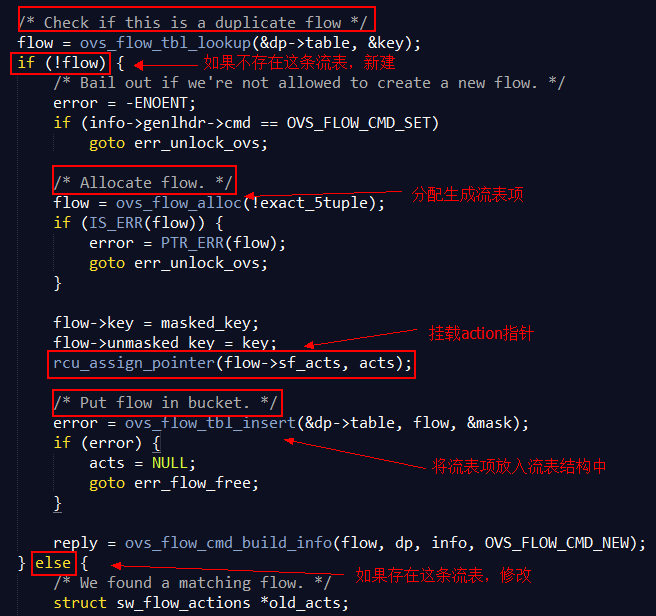 /* Check if this is a duplicate flow */
flow = ovs_flow_tbl_lookup(&dp->table, &key);
if (!flow) {
如果不存在这条流表，新建
/* Bail out if we're not allowed to create a new flow. */
error = -ENOENT;
if (info->genlhdr->cmd == OVS_FLOW_CMD_SET)
goto err_unlock_ovs;
/* Allocate flow. */
flow = ovs_flow_alloc(!exact_5tuple);
分配生成流表项
if (IS_ERR(flow)) {
error = PTR_ERR(flow);
goto err_unlock_ovs;
}
flow->key = masked_key;
flow->unmasked_key = key;
挂载action指针
rcu_assign_pointer(flow->sf_acts, acts);
/* Put flow in bucket. */
error = ovs_flow_tbl_insert(&dp->table, flow, &mask);
if (error) {
acts = NULL;
将流表项放入流表结构中
goto err_flow_free;
}
reply = ovs_flow_cmd_build_info(flow, dp, info, OVS_FLOW_CMD_NEW);
} else {
如果存在这条流表，修改
/* We found a matching flow. */
struct sw_flow_actions *old_acts;